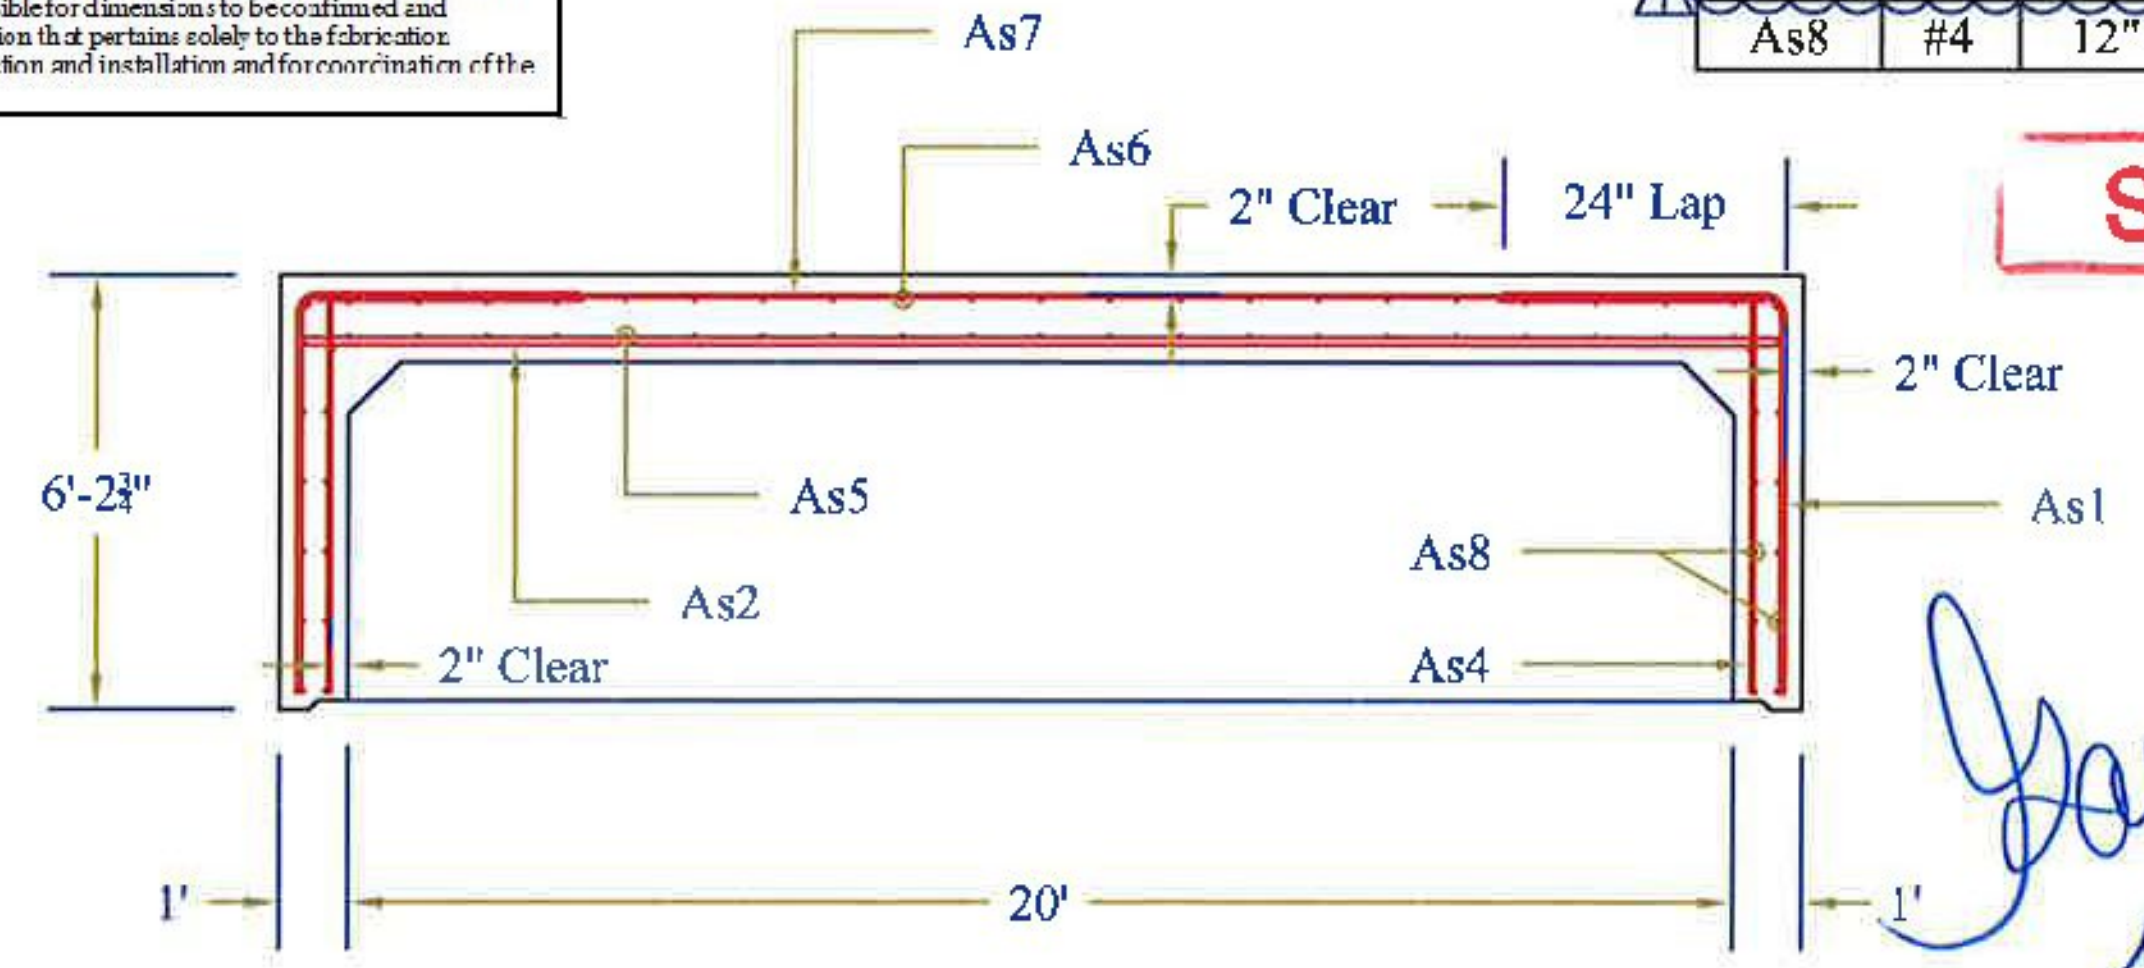 siblefor dimensions to be confirmed and
ion that pertains solely to the fabrication
tion and installation and for coordination of the
As8 #4 12"
As7
As6
2" Clear
24" Lap
S
2" Clear
6'-2¾"
As5
As1
As8
As2
2" Clear
As4
1'
20'
1'